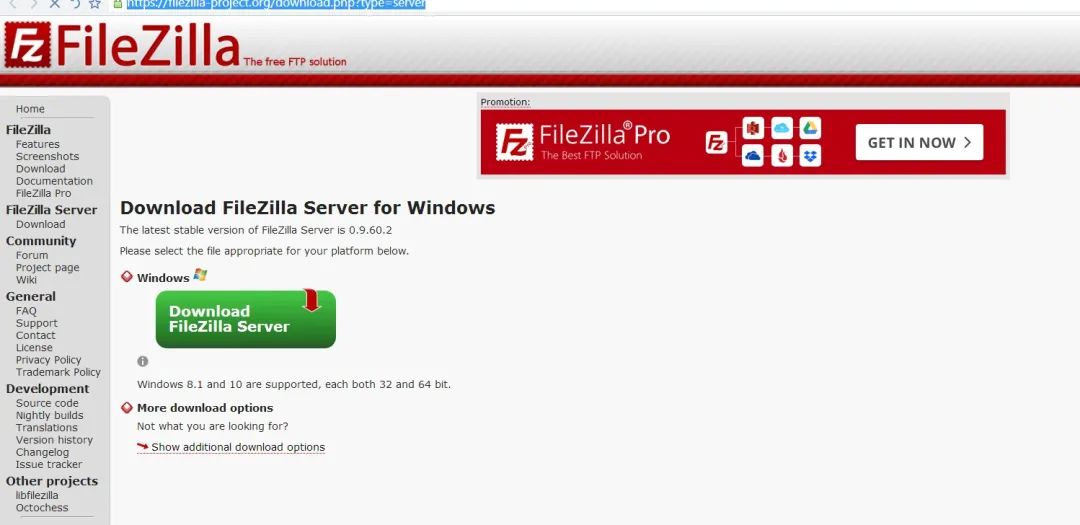 https://filezilla-project.org/download.php?type=server
FileZilla The free FTP solution
Home
FileZilla
Features
Screenshots
Download
Documentation
FileZilla Pro
FileZilla Server
Download
Community
Forum
Project page
Wiki
General
FAQ
Support
Contact
License
Privacy Policy
Trademark Policy
Development
Source code
Nightly builds
Translations
Version history
Changelog
Issue tracker
Other projects
libfilezilla
Octochess
Promotion:
FileZilla® Pro
The Best FTP Solution
GET IN NOW
Download FileZilla Server for Windows
The latest stable version of FileZilla Server is 0.9.60.2
Please select the file appropriate for your platform below.
Windows
Download
FileZilla Server
Windows 8.1 and 10 are supported, each both 32 and 64 bit.
More download options
Not what you are looking for?
Show additional download options